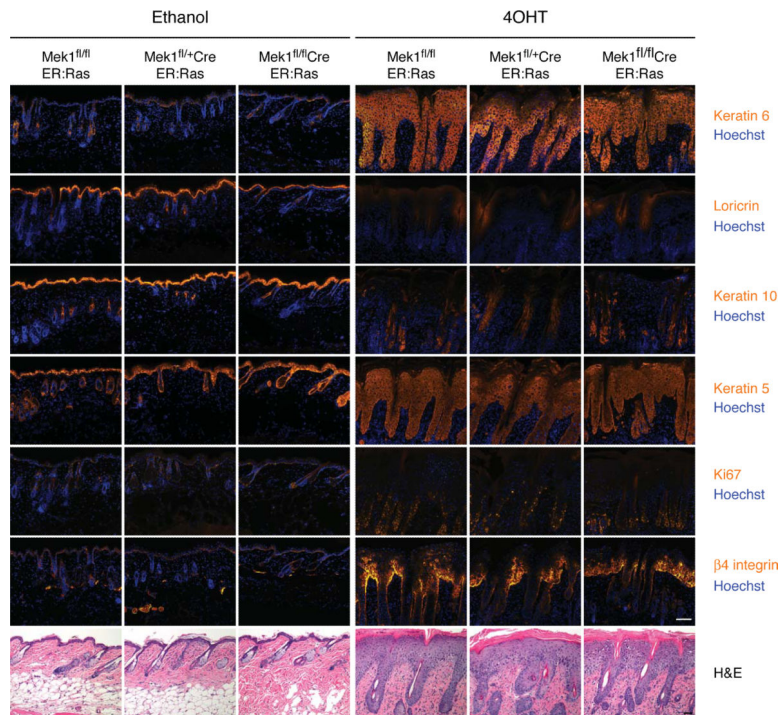 Ethanol 4OHT
Mek1fl/fl Mek1fl/+Cre Mek1fl/flCre Mek1fl/fl Mek1fl/+Cre Mek1fl/flCre
ER:Ras ER:Ras ER:Ras ER:Ras ER:Ras ER:Ras
Keratin 6
Hoechst
Loricrin
Hoechst
Keratin 10
Hoechst
Keratin 5
Hoechst
Ki67
Hoechst
β4 integrin
Hoechst
H&E